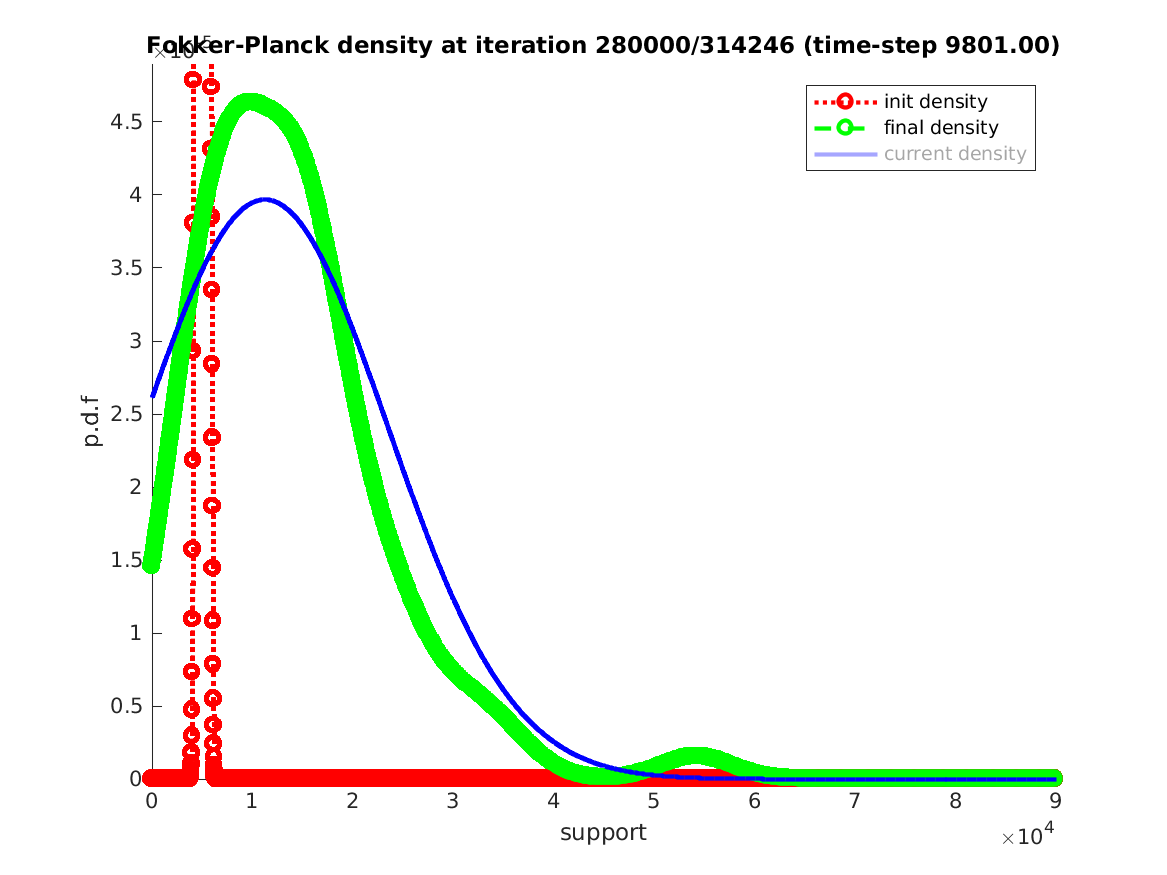 Fokker-Planck density at iteration 280000/314246 (time-step 9801.00)
init density
final density
current density
4.5
4
3.5
3
2.5
2
1.5
1
0.5
0
p.d.f
0 1 2 3 4 5 6 7 8 9
support
×10⁴